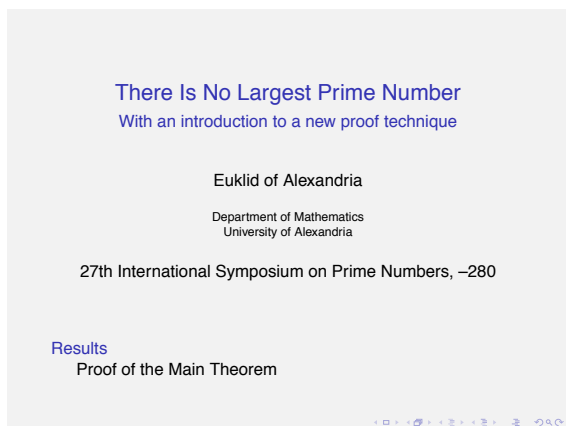 There Is No Largest Prime Number
With an introduction to a new proof technique
Euklid of Alexandria
Department of Mathematics
University of Alexandria
27th International Symposium on Prime Numbers, –280
Results
Proof of the Main Theorem